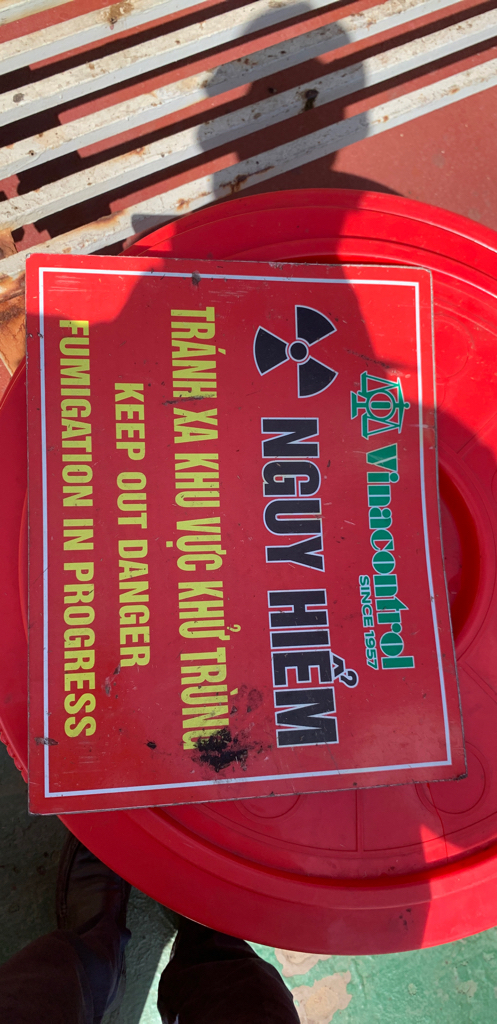 Vinacontrol
SINCE 1957
NGUY HIỂM
TRÁNH XA KHU VỰC KHỬ TRÙNG
KEEP OUT DANGER
FUMIGATION IN PROGRESS